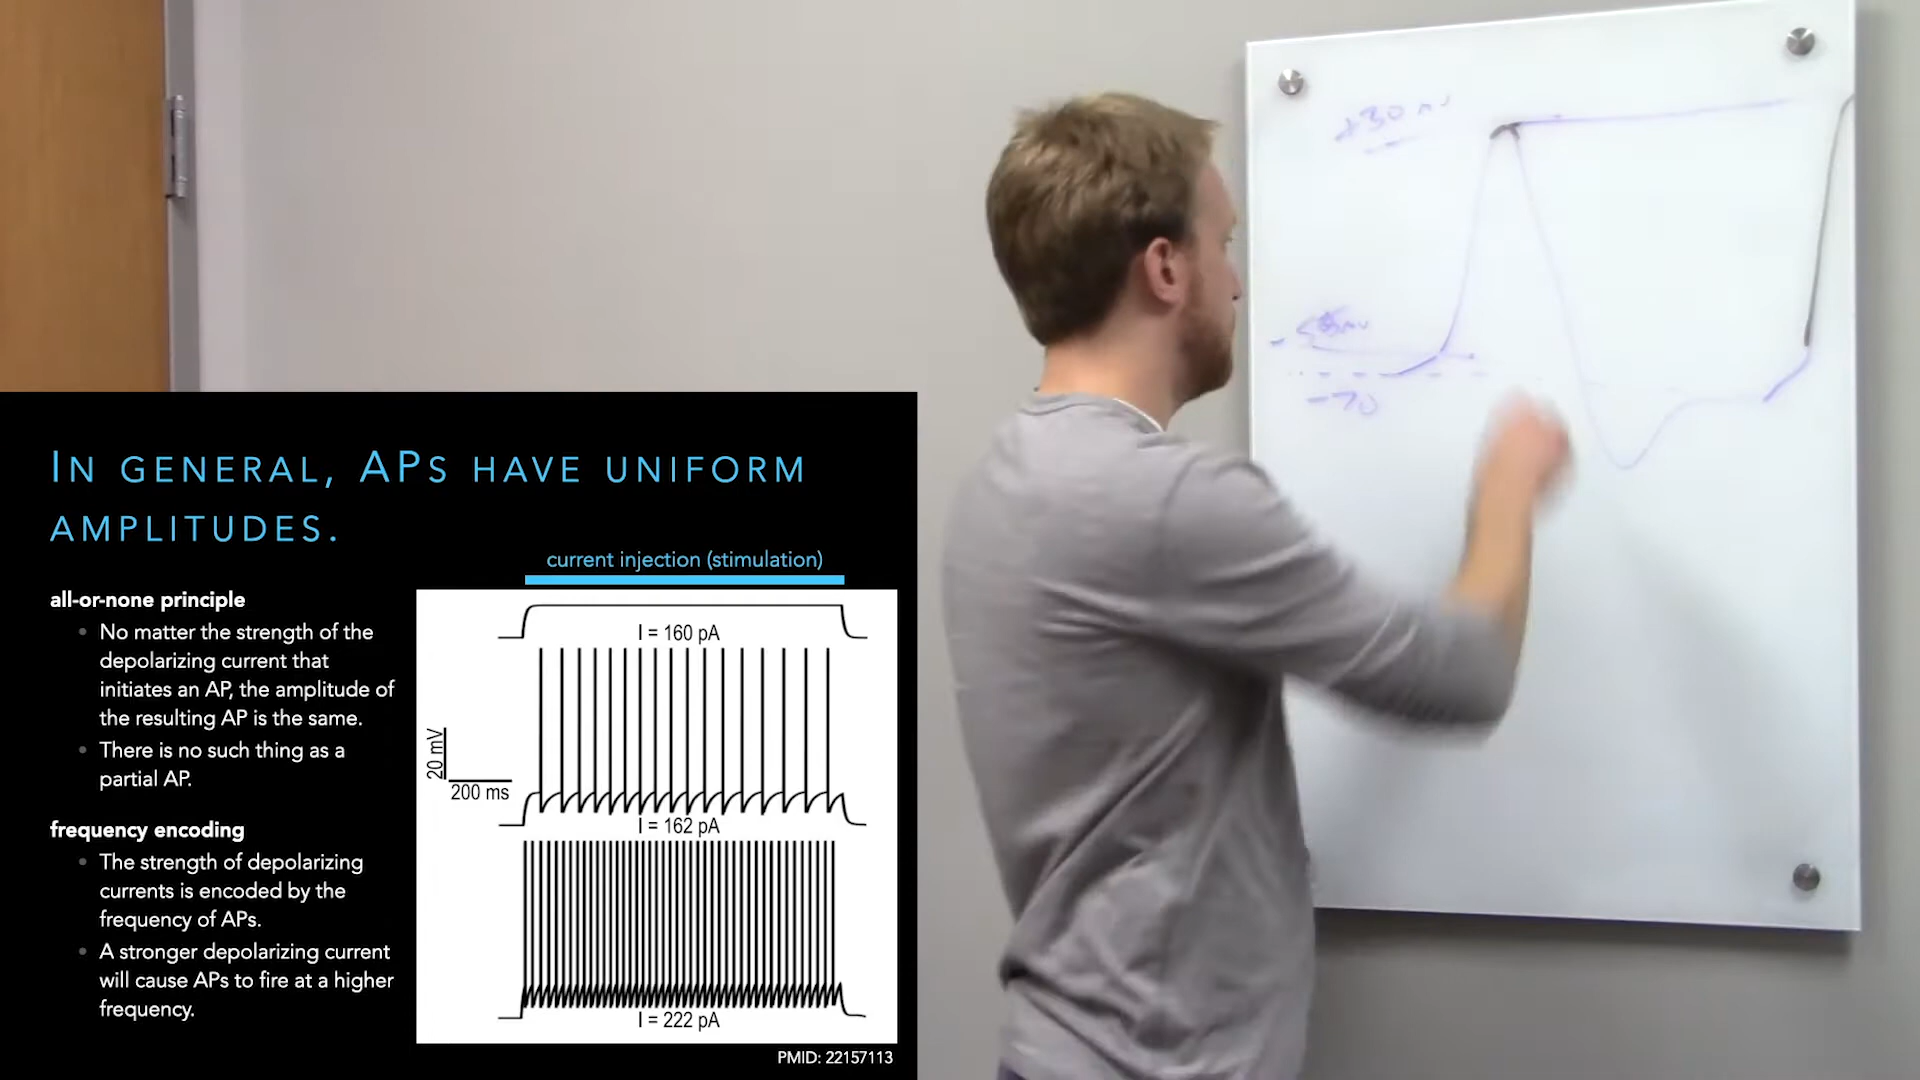 IN GENERAL, APS HAVE UNIFORM
AMPLITUDES.
current injection (stimulation)
all-or-none principle
• No matter the strength of the
depolarizing current that
initiates an AP, the amplitude of
the resulting AP is the same.
• There is no such thing as a
partial AP.
frequency encoding
• The strength of depolarizing
currents is encoded by the
frequency of APs.
• A stronger depolarizing current
will cause APs to fire at a higher
frequency.
I = 160 pA
20 mV
200 ms
I = 162 pA
I = 222 pA
PMID: 22157113
+30 mV
-70